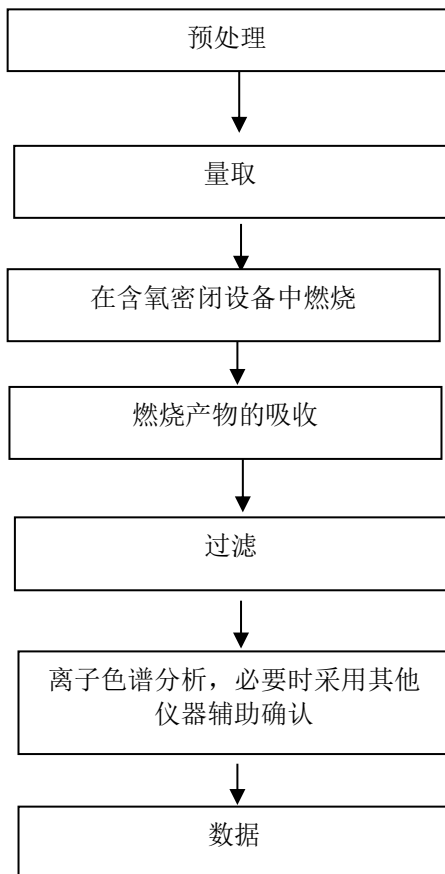 预处理
量取
在含氧密闭设备中燃烧
燃烧产物的吸收
过滤
离子色谱分析，必要时采用其他
仪器辅助确认
数据